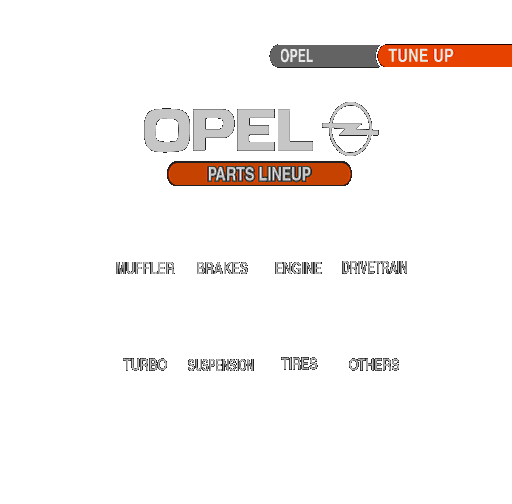 OPEL TUNE UP
OPEL
PARTS LINEUP
MUFFLER BRAKES ENGINE DRIVETRAIN
TURBO SUSPENSION TIRES OTHERS